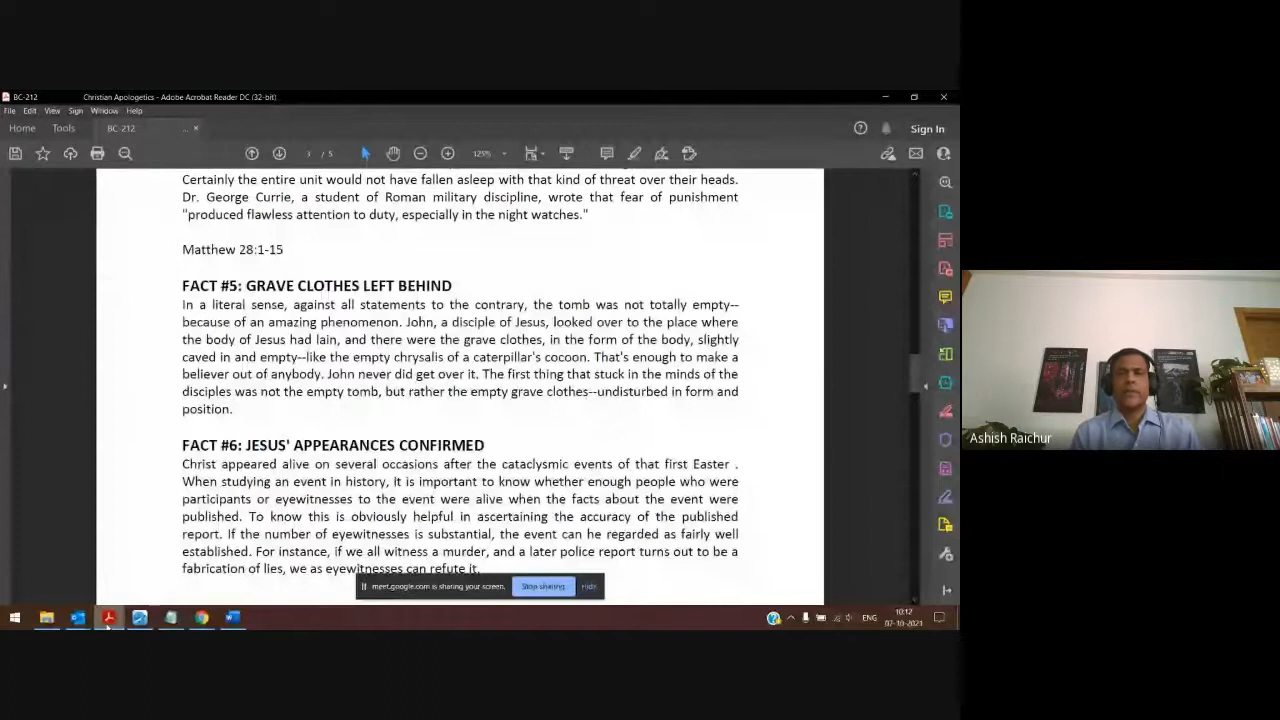 BC-212 Christian Apologetics - Adobe Acrobat Reader DC (32-bit)
File Edit View Sign Window Help
Home Tools BC-212 ... × Sign In
/ 5 125%
Certainly the entire unit would not have fallen asleep with that kind of threat over their heads.
Dr. George Currie, a student of Roman military discipline, wrote that fear of punishment
"produced flawless attention to duty, especially in the night watches."
Matthew 28:1-15
FACT #5: GRAVE CLOTHES LEFT BEHIND
In a literal sense, against all statements to the contrary, the tomb was not totally empty--
because of an amazing phenomenon. John, a disciple of Jesus, looked over to the place where
the body of Jesus had lain, and there were the grave clothes, in the form of the body, slightly
caved in and empty--like the empty chrysalis of a caterpillar's cocoon. That's enough to make a
believer out of anybody. John never did get over it. The first thing that stuck in the minds of the
disciples was not the empty tomb, but rather the empty grave clothes--undisturbed in form and
position.
FACT #6: JESUS' APPEARANCES CONFIRMED
Christ appeared alive on several occasions after the cataclysmic events of that first Easter .
When studying an event in history, it is important to know whether enough people who were
participants or eyewitnesses to the event were alive when the facts about the event were
published. To know this is obviously helpful in ascertaining the accuracy of the published
report. If the number of eyewitnesses is substantial, the event can be regarded as fairly well
established. For instance, if we all witness a murder, and a later police report turns out to be a
fabrication of lies, we as eyewitnesses can refute it.
meet.google.com is sharing your screen. Stop sharing Hide
ENG 10:12
07-10-2021
Ashish Raichur